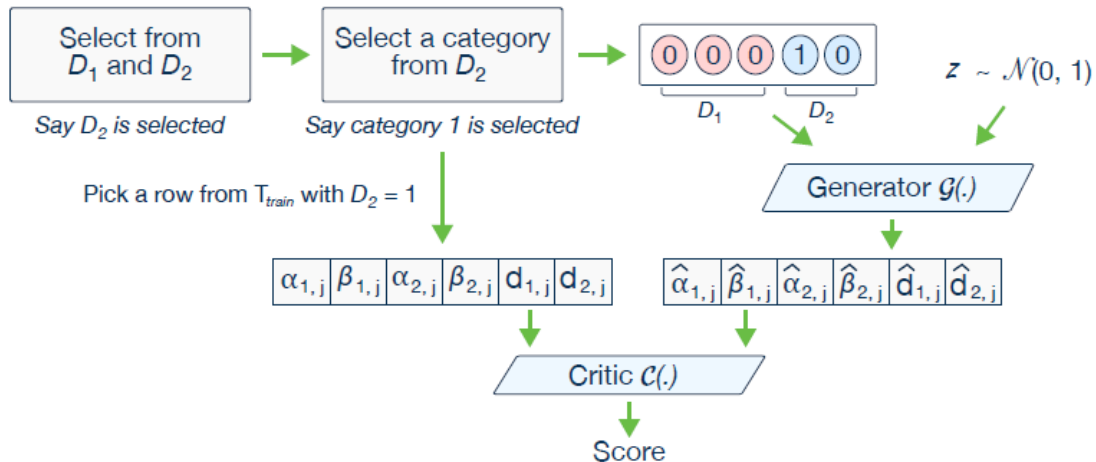 Select from
D₁ and D₂
Say D₂ is selected
Select a category
from D₂
Say category 1 is selected
0 0 0 1 0
D₁ D₂
z ~ 𝒩(0, 1)
Pick a row from T_train with D₂ = 1
Generator 𝒢(.)
α₁, ⱼ β₁, ⱼ α₂, ⱼ β₂, ⱼ d₁, ⱼ d₂, ⱼ
α̂₁, ⱼ β̂₁, ⱼ α̂₂, ⱼ β̂₂, ⱼ d̂₁, ⱼ d̂₂, ⱼ
Critic 𝒞(.)
Score